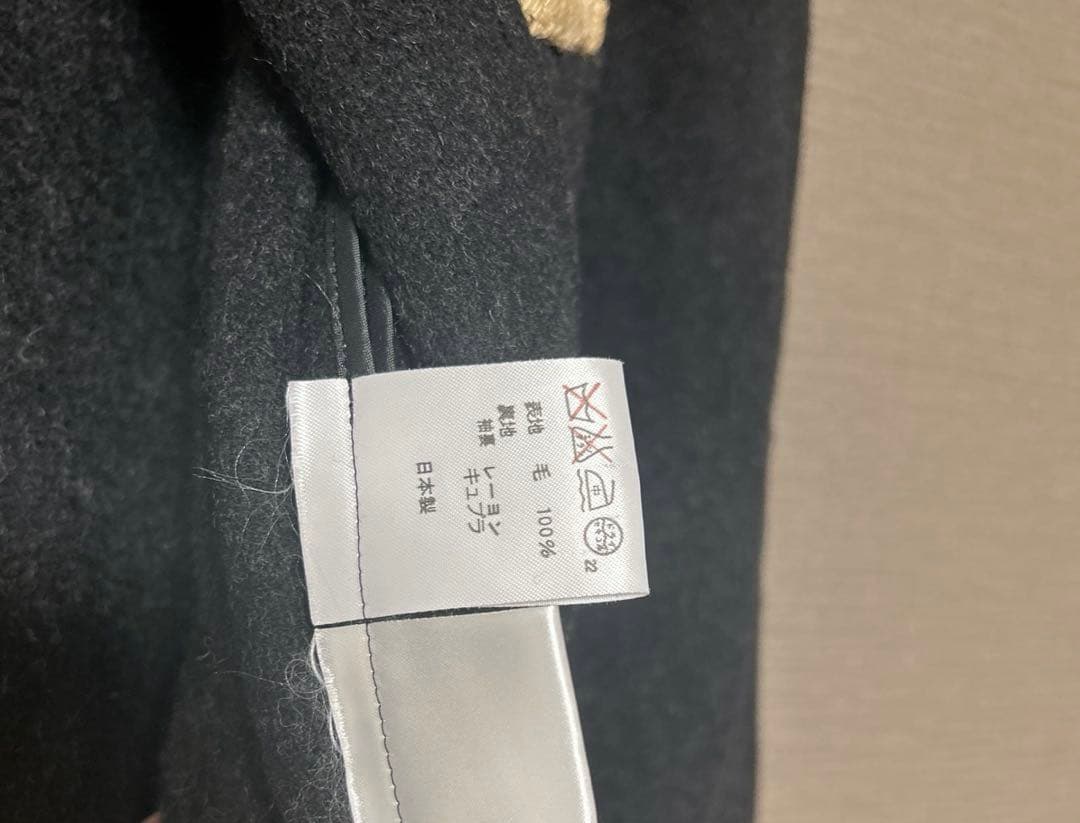 22
表地 毛 100%
裏地 レーヨン
袖裏 キュプラ
日本製